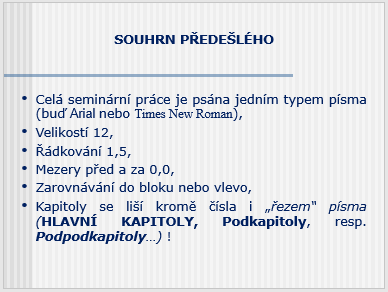 SOUHRN PŘEDEŠLÉHO
• Celá seminární práce je psána jedním typem písma
(buď Arial nebo Times New Roman),
• Velikostí 12,
• Řádkování 1,5,
• Mezery před a za 0,0,
• Zarovnávání do bloku nebo vlevo,
• Kapitoly se liší kromě čísla i „řezem“ písma
(HLAVNÍ KAPITOLY, Podkapitoly, resp.
Podpodkapitoly…) !